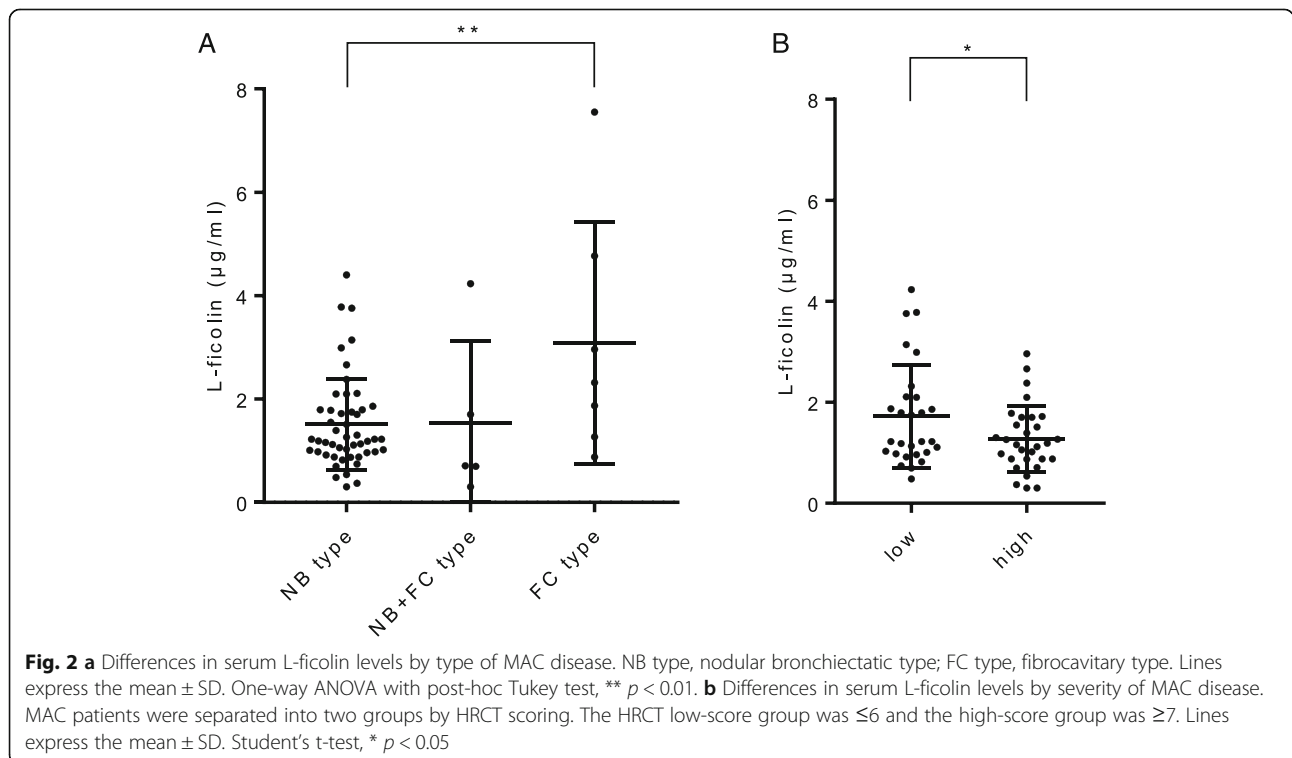 A
**
8
6
4
2
0
L-ficolin (µg/ml)
NB type
NB+FC type
FC type
B
*
8
6
4
2
0
L-ficolin (µg/ml)
low
high
Fig. 2 a Differences in serum L-ficolin levels by type of MAC disease. NB type, nodular bronchiectatic type; FC type, fibrocavitary type. Lines
express the mean ± SD. One-way ANOVA with post-hoc Tukey test, ** p < 0.01. b Differences in serum L-ficolin levels by severity of MAC disease.
MAC patients were separated into two groups by HRCT scoring. The HRCT low-score group was ≤6 and the high-score group was ≥7. Lines
express the mean ± SD. Student’s t-test, * p < 0.05